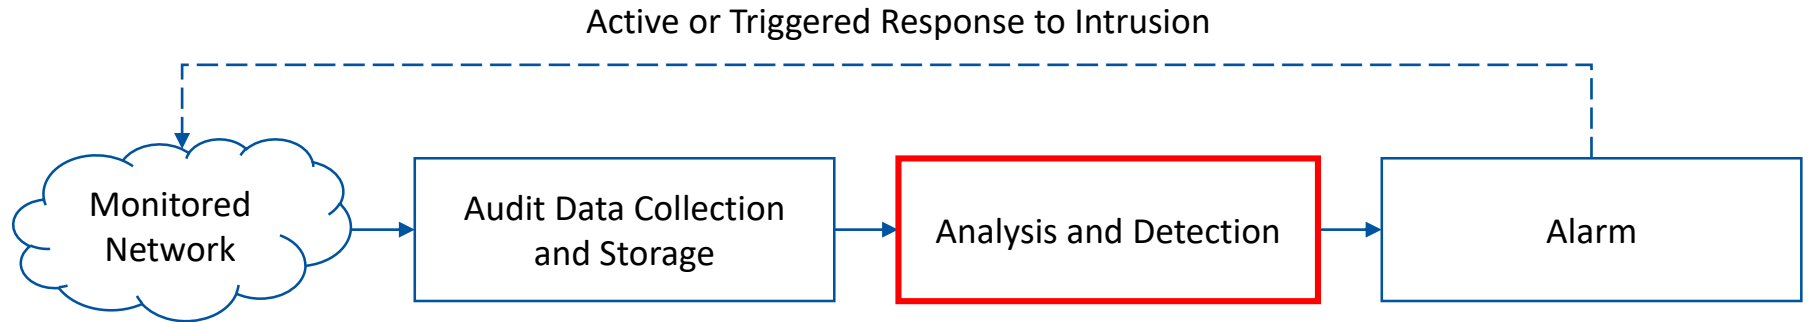 Active or Triggered Response to Intrusion
Monitored
Network
Audit Data Collection
and Storage
Analysis and Detection
Alarm